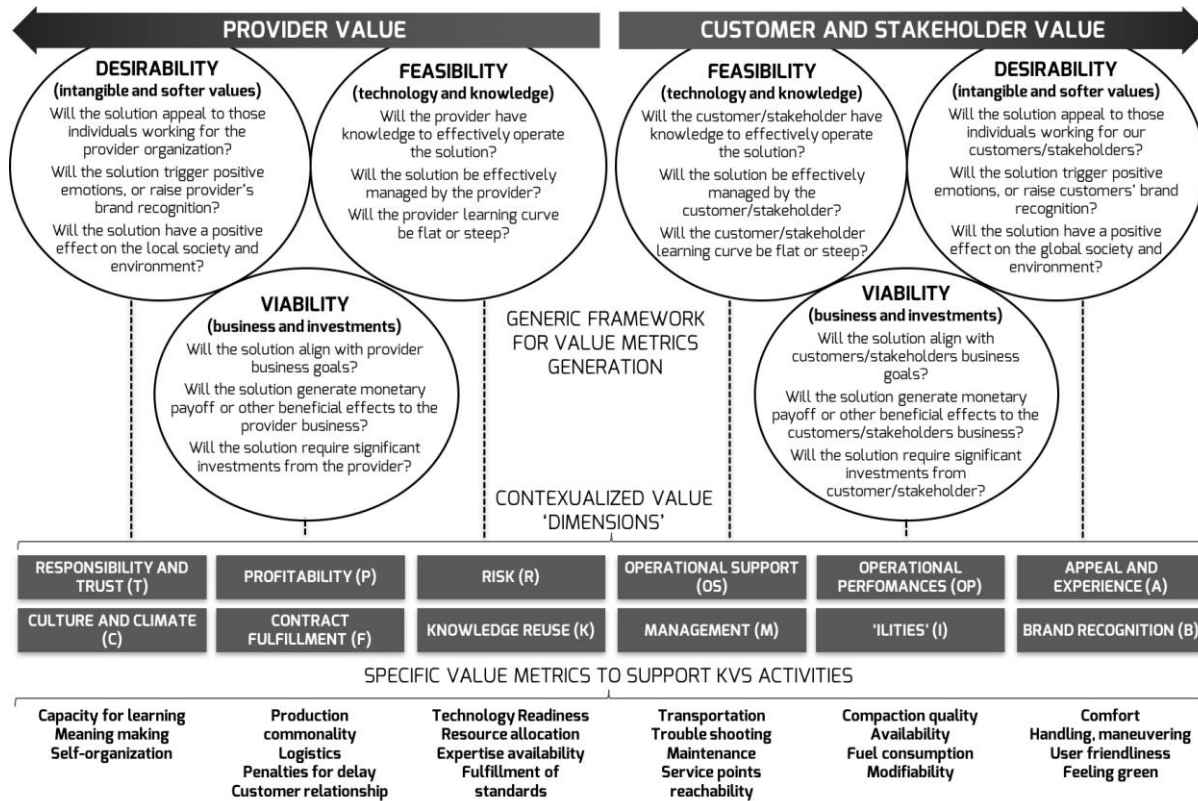 PROVIDER VALUE
CUSTOMER AND STAKEHOLDER VALUE
DESIRABILITY
(intangible and softer values)
Will the solution appeal to those
individuals working for the
provider organization?
Will the solution trigger positive
emotions, or raise provider's
brand recognition?
Will the solution have a positive
effect on the local society and
environment?
FEASIBILITY
(technology and knowledge)
Will the provider have
knowledge to effectively operate
the solution?
Will the solution be effectively
managed by the provider?
Will the provider learning curve
be flat or steep?
FEASIBILITY
(technology and knowledge)
Will the customer/stakeholder have
knowledge to effectively operate
the solution?
Will the solution be effectively
managed by the
customer/stakeholder?
Will the customer/stakeholder
learning curve be flat or steep?
DESIRABILITY
(intangible and softer values)
Will the solution appeal to those
individuals working for our
customers/stakeholders?
Will the solution trigger positive
emotions, or raise customers' brand
recognition?
Will the solution have a positive
effect on the global society and
environment?
VIABILITY
(business and investments)
Will the solution align with provider
business goals?
Will the solution generate monetary
payoff or other beneficial effects to the
provider business?
Will the solution require significant
investments from the provider?
GENERIC FRAMEWORK
FOR VALUE METRICS
GENERATION
VIABILITY
(business and investments)
Will the solution align with
customers/stakeholders business
goals?
Will the solution generate monetary
payoff or other beneficial effects to the
customers/stakeholders business?
Will the solution require significant
investments from
customer/stakeholder?
CONTEXUALIZED VALUE
'DIMENSIONS'
RESPONSIBILITY AND
TRUST (T)
PROFITABILITY (P)
RISK (R)
OPERATIONAL SUPPORT
(OS)
OPERATIONAL
PERFOMANCES (OP)
APPEAL AND
EXPERIENCE (A)
CULTURE AND CLIMATE
(C)
CONTRACT
FULFILLMENT (F)
KNOWLEDGE REUSE (K)
MANAGEMENT (M)
'ILITIES' (I)
BRAND RECOGNITION (B)
SPECIFIC VALUE METRICS TO SUPPORT KVS ACTIVITIES
Capacity for learning
Meaning making
Self-organization
Production
commonality
Logistics
Penalties for delay
Customer relationship
Technology Readiness
Resource allocation
Expertise availability
Fulfillment of
standards
Transportation
Trouble shooting
Maintenance
Service points
reachability
Compaction quality
Availability
Fuel consumption
Modifiability
Comfort
Handling, maneuvering
User friendliness
Feeling green